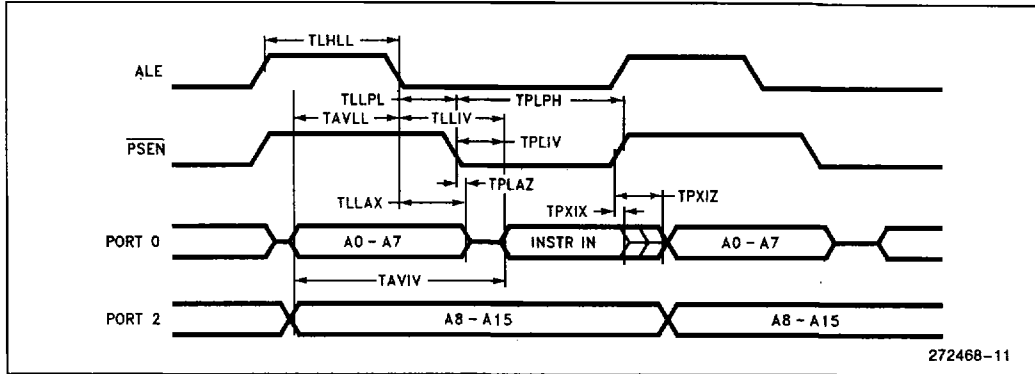 TLHLL
ALE
TLLPL
TPLPH
TAVLL
TLLIV
PSEN
TPLIV
TPLAZ
TLLAX
TPXIZ
TPXIX
PORT 0
A0-A7
INSTR IN
A0-A7
TAVIV
PORT 2
A8-A15
A8-A15
272468-11